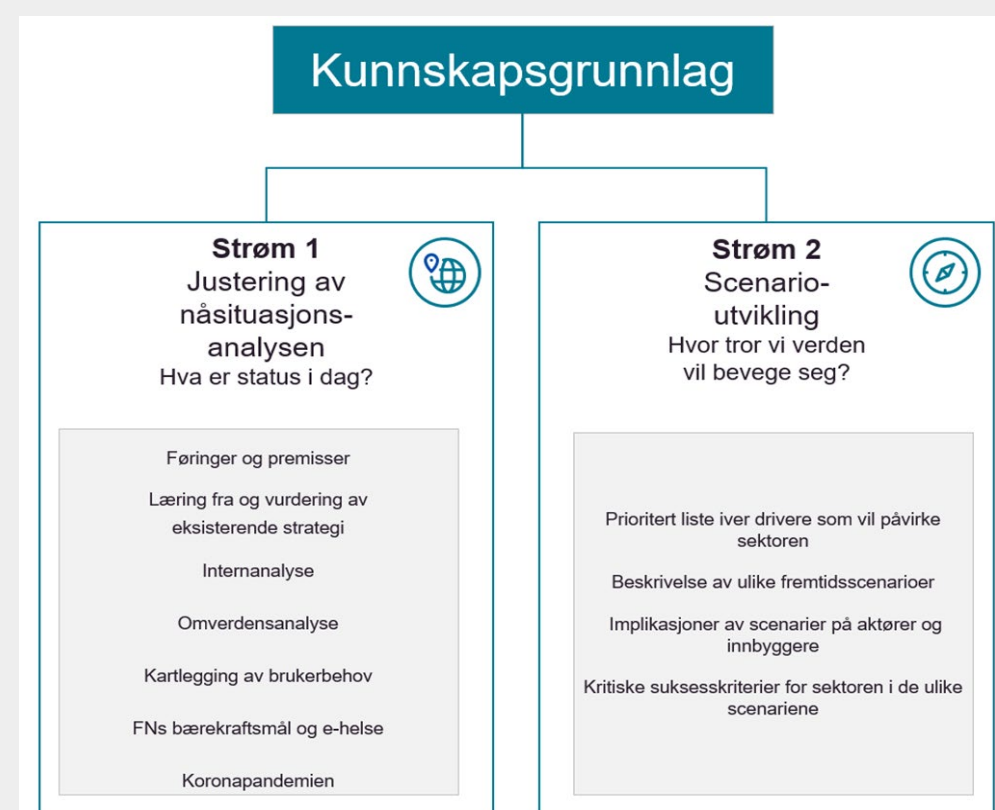 Kunnskapsgrunnlag
Strøm 1
Justering av
nåsituasjons-
analysen
Hva er status i dag?
Føringer og premisser
Læring fra og vurdering av
eksisterende strategi
Internanalyse
Omverdensanalyse
Kartlegging av brukerbehov
FNs bærekraftsmål og e-helse
Koronapandemien
Strøm 2
Scenario-
utvikling
Hvor tror vi verden
vil bevege seg?
Prioritert liste iver drivere som vil påvirke
sektoren
Beskrivelse av ulike fremtidsscenarioer
Implikasjoner av scenarier på aktører og
innbyggere
Kritiske suksesskriterier for sektoren i de ulike
scenariene